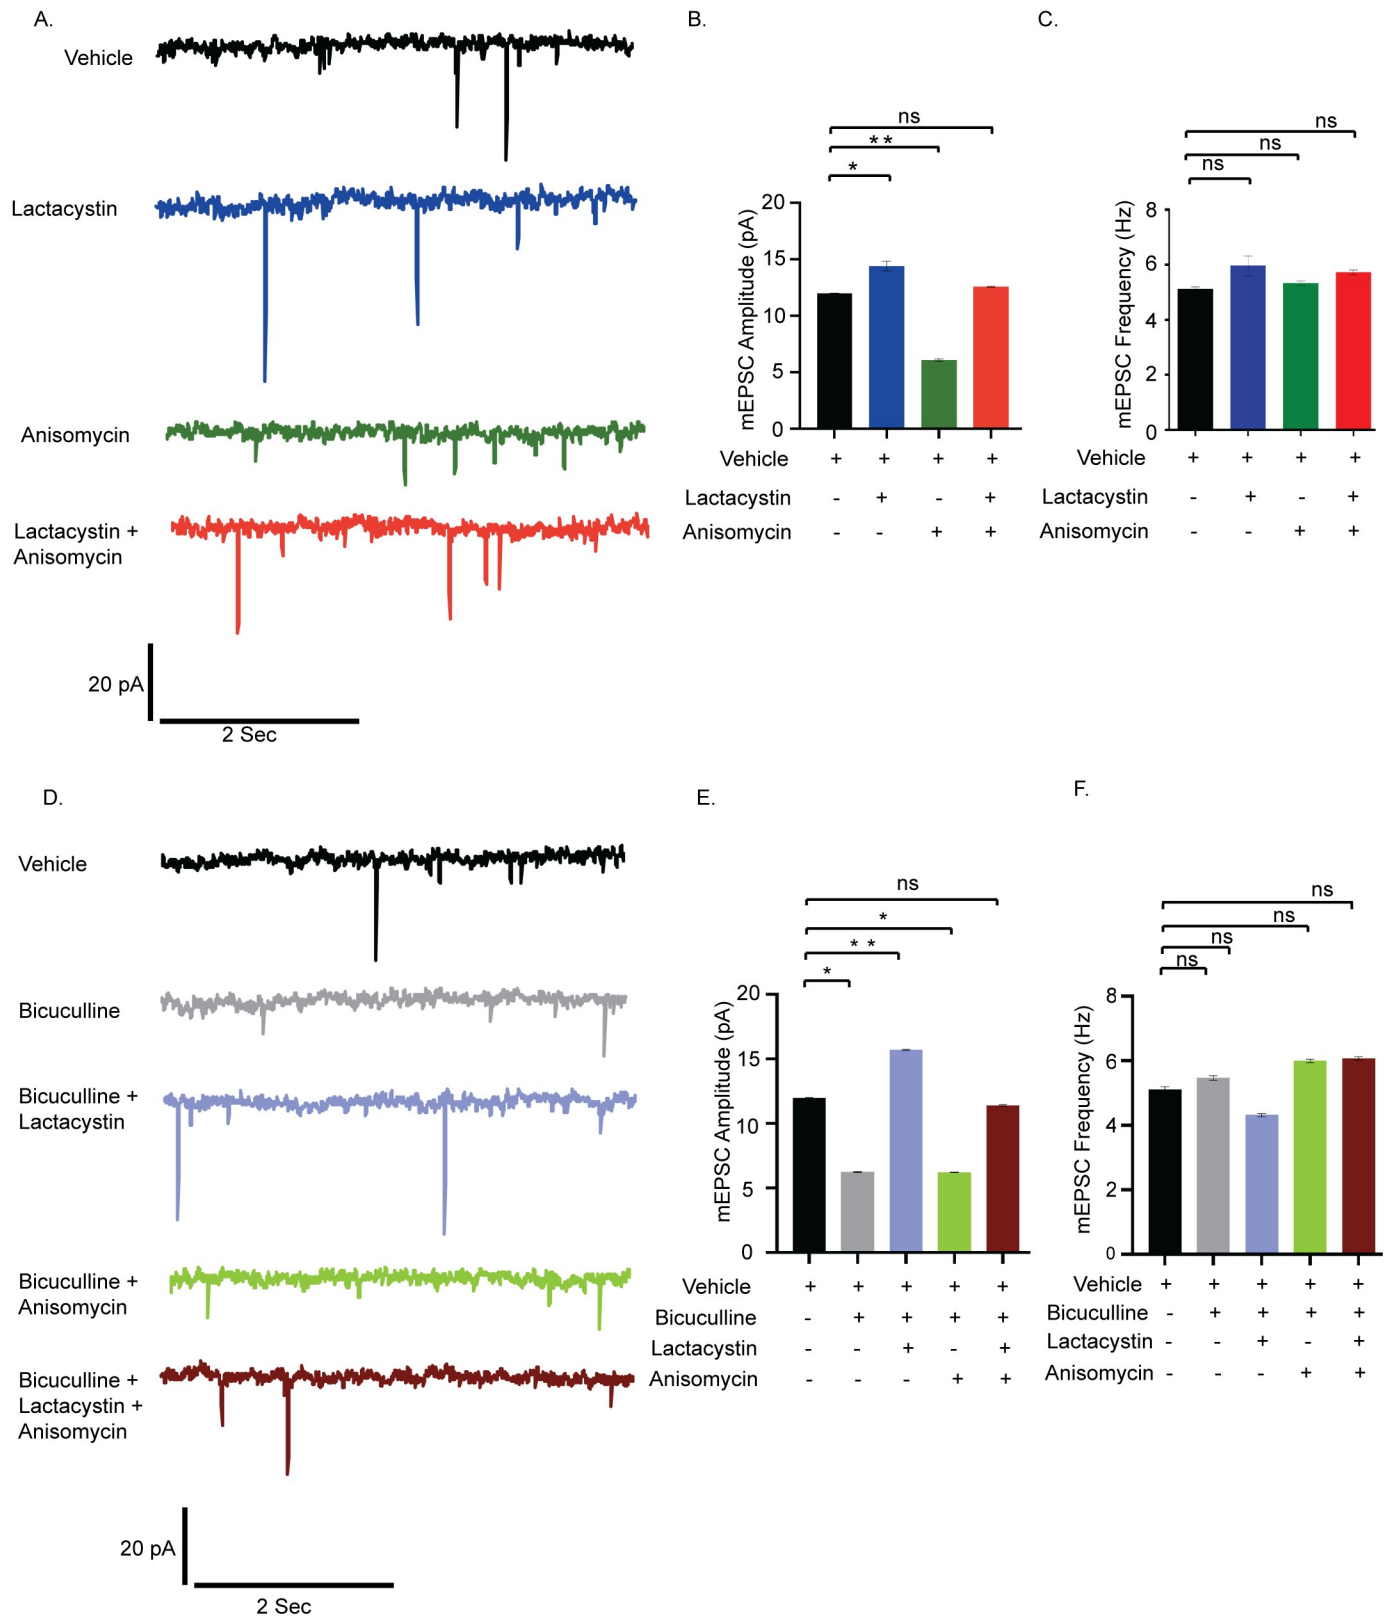 A.
Vehicle
Lactacystin
Anisomycin
Lactacystin +
Anisomycin
20 pA
2 Sec
B.
ns
* *
*
mEPSC Amplitude (pA)
20
15
10
5
0
Vehicle + + + +
Lactacystin - + - +
Anisomycin - - + +
C.
ns
ns
ns
mEPSC Frequency (Hz)
8
6
4
2
0
Vehicle + + + +
Lactacystin - + - +
Anisomycin - - + +
D.
Vehicle
Bicuculline
Bicuculline +
Lactacystin
Bicuculline +
Anisomycin
Bicuculline +
Lactacystin +
Anisomycin
20 pA
2 Sec
E.
ns
*
* *
*
mEPSC Amplitude (pA)
20
15
10
5
0
Vehicle + + + + +
Bicuculline - + + + +
Lactacystin - - + - +
Anisomycin - - - + +
F.
ns
ns
ns
ns
mEPSC Frequency (Hz)
8
6
4
2
0
Vehicle + + + + +
Bicuculline - + + + +
Lactacystin - - + - +
Anisomycin - - - + +